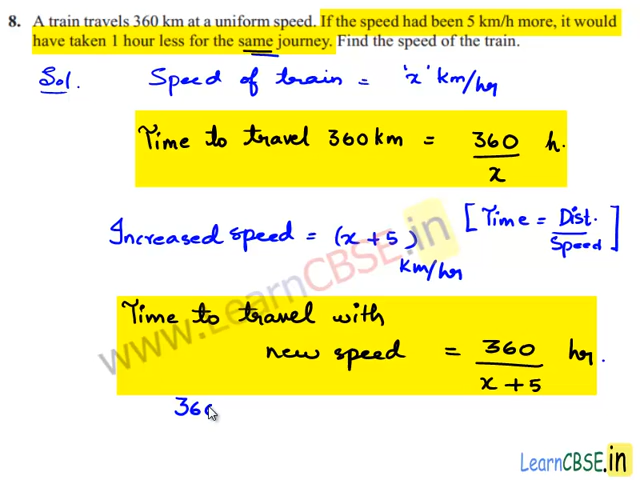 8. A train travels 360 km at a uniform speed. If the speed had been 5 km/h more, it would
have taken 1 hour less for the same journey. Find the speed of the train.
Sol. Speed of train = 'x' km/hr
Time to travel 360 km = 360/x h.
Increased speed = (x + 5) km/hr [Time = Dist./Speed]
Time to travel with
new speed = 360/x + 5 hr.
360
www.LearnCBSE.in
LearnCBSE.in